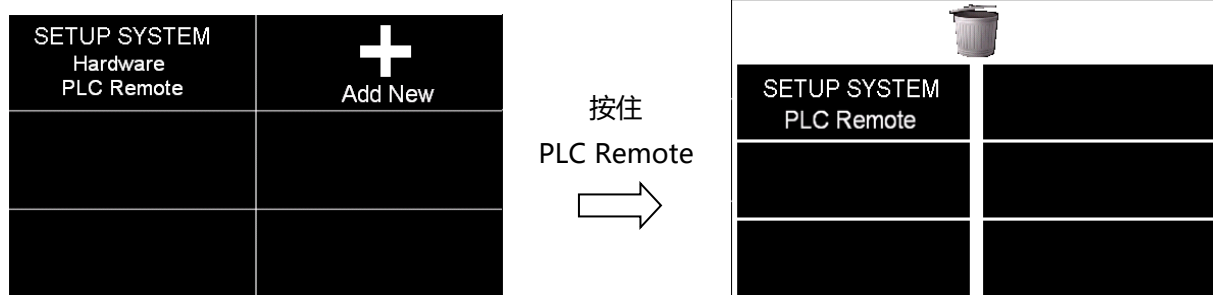 SETUP SYSTEM
Hardware
PLC Remote
Add New
按住
PLC Remote
SETUP SYSTEM
PLC Remote